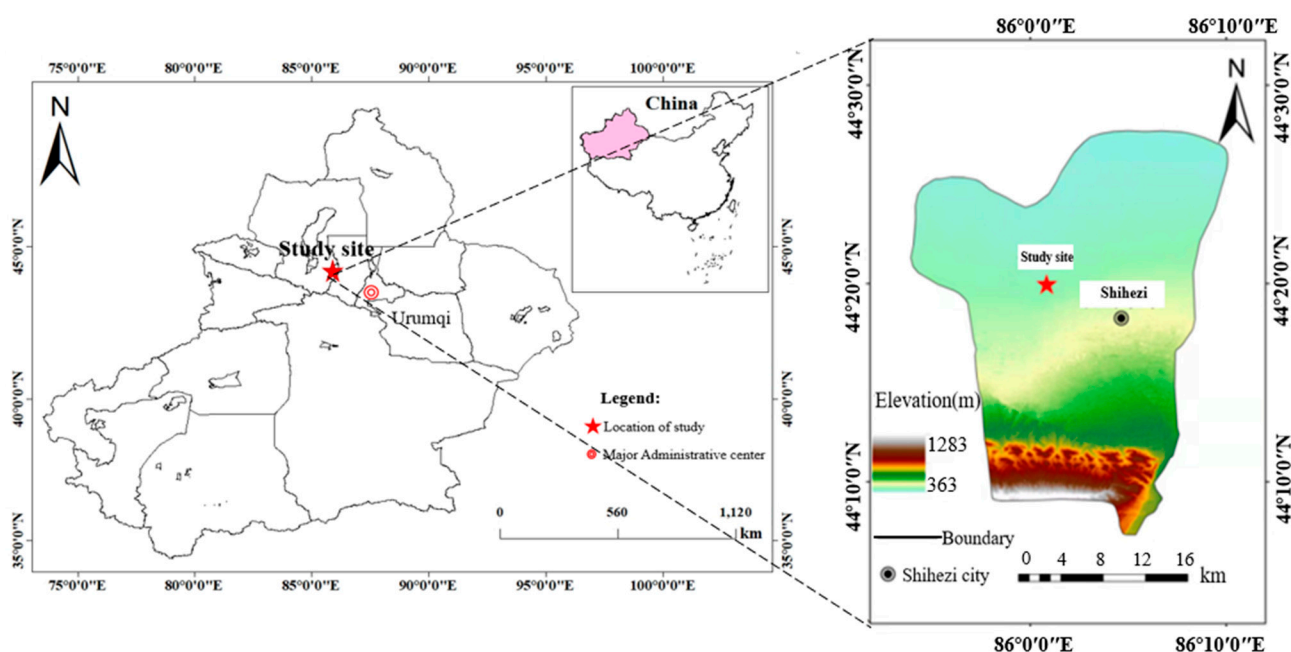 86°0′0″E 86°10′0″E
75°0′0″E 80°0′0″E 85°0′0″E 90°0′0″E 95°0′0″E 100°0′0″E
N
China
N
44°30′0″N 44°30′0″N
45°0′0″N 45°0′0″N
Study site
Urumqi
Study site
Shihezi
44°20′0″N 44°20′0″N
40°0′0″N 40°0′0″N
Legend:
Location of study
Major Administrative center
Elevation(m)
1283
363
44°10′0″N 44°10′0″N
0 560 1,120
km
35°0′0″N 35°0′0″N
Boundary
Shihezi city
0 4 8 12 16
km
75°0′0″E 80°0′0″E 85°0′0″E 90°0′0″E 95°0′0″E 100°0′0″E
86°0′0″E 86°10′0″E